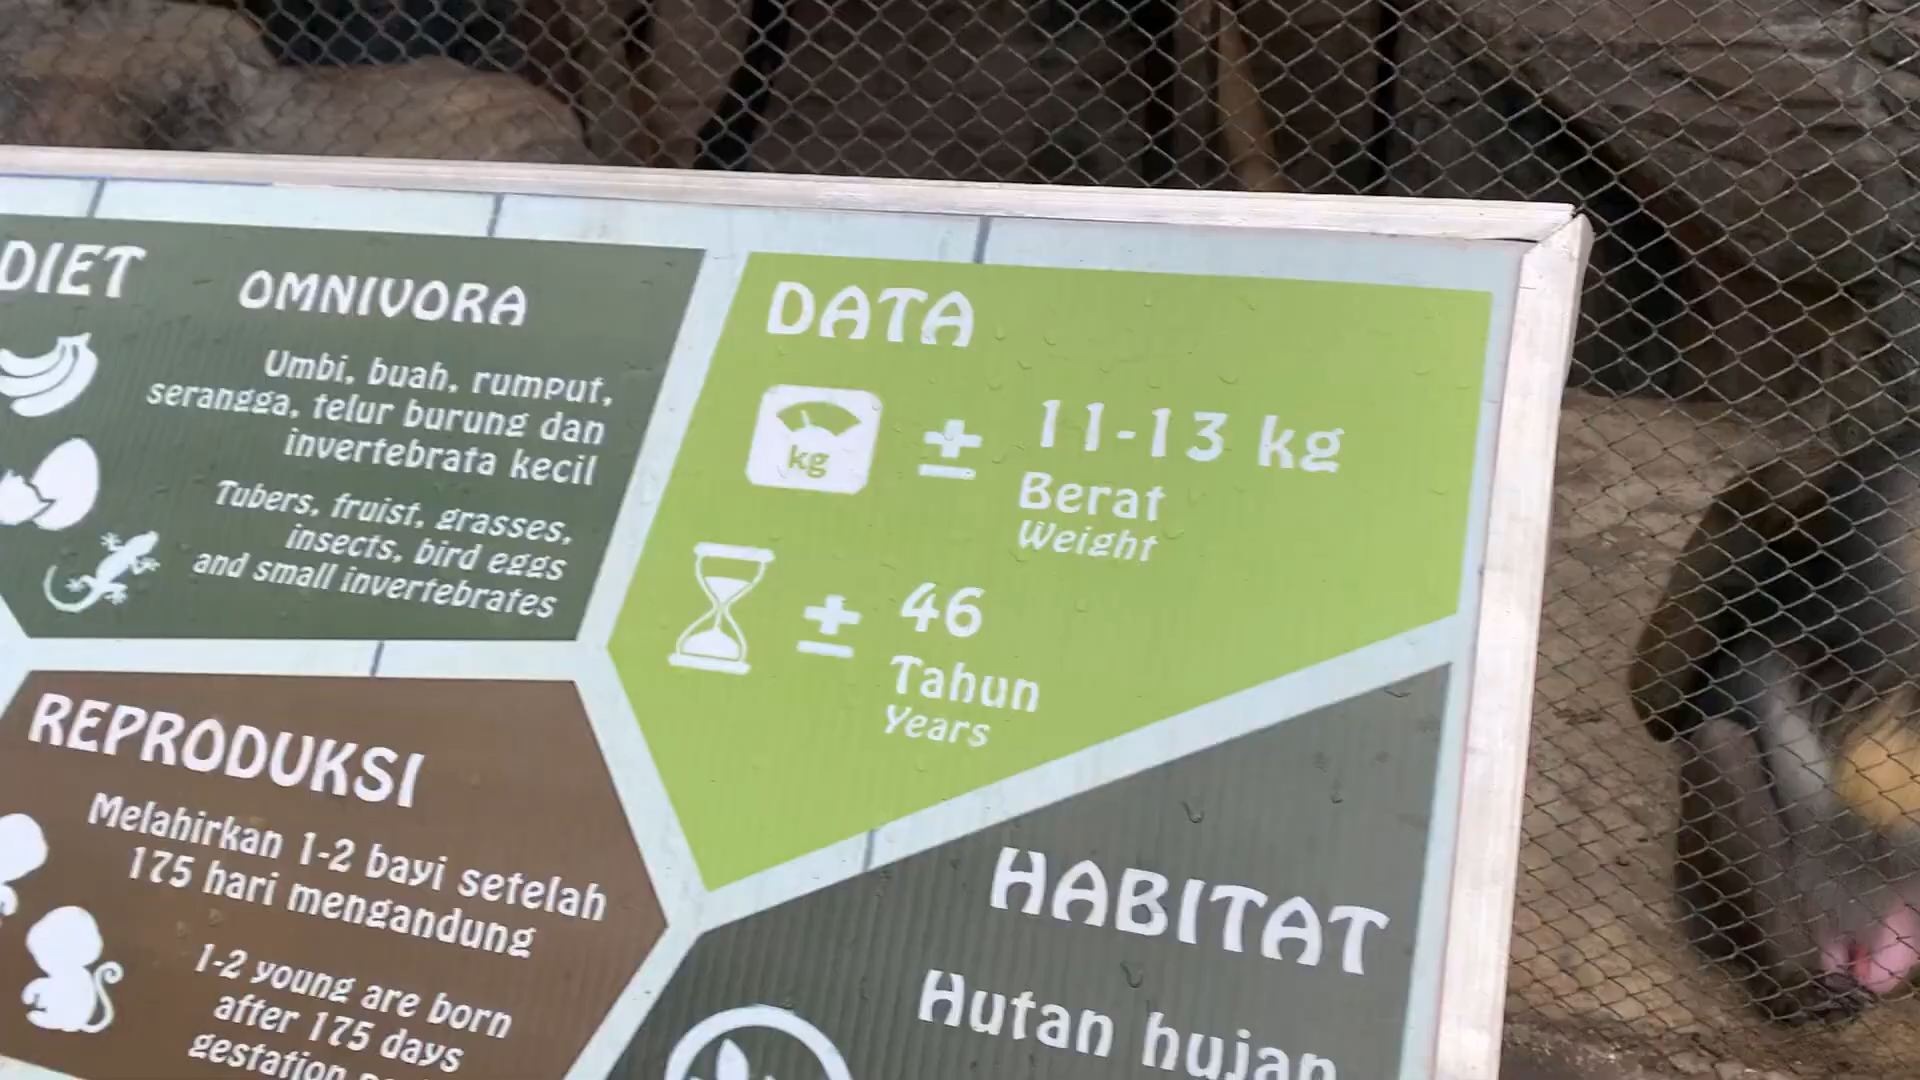 DIET
OMNIVORA
Umbi, buah, rumput,
serangga, telur burung dan
invertebrata kecil
Tubers, fruist, grasses,
insects, bird eggs
and small invertebrates
DATA
kg
± 11-13 kg
Berat
Weight
± 46
Tahun
Years
REPRODUKSI
Melahirkan 1-2 bayi setelah
175 hari mengandung
1-2 young are born
after 175 days
gestation
HABITAT
Hutan hujan